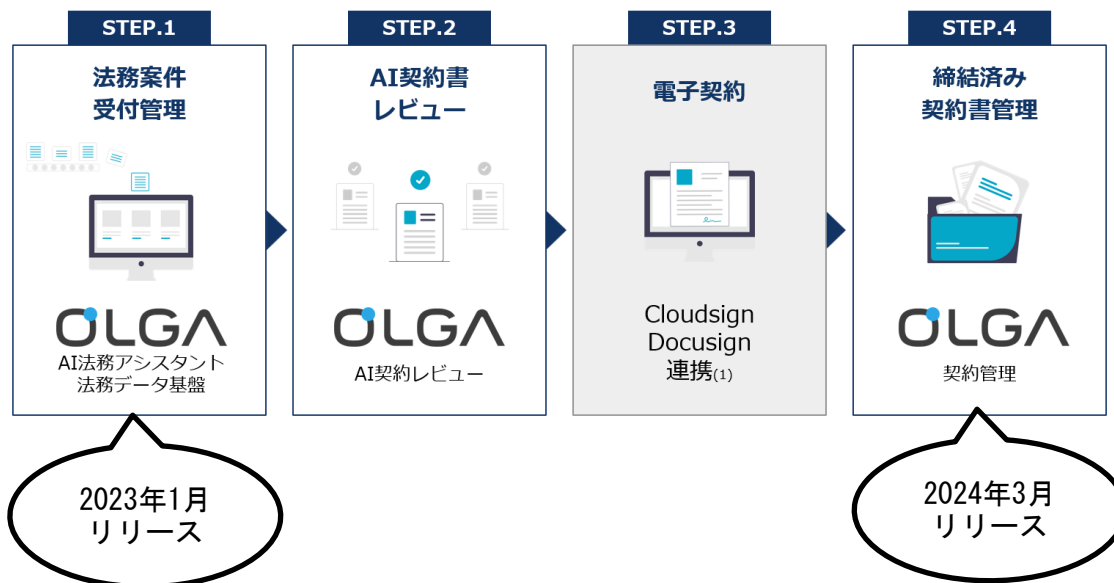 STEP.1
法務案件
受付管理
OLGA
AI法務アシスタント
法務データ基盤
2023年1月
リリース
STEP.2
AI契約書
レビュー
OLGA
AI契約レビュー
STEP.3
電子契約
Cloudsign
Docusign
連携(1)
STEP.4
締結済み
契約書管理
OLGA
契約管理
2024年3月
リリース